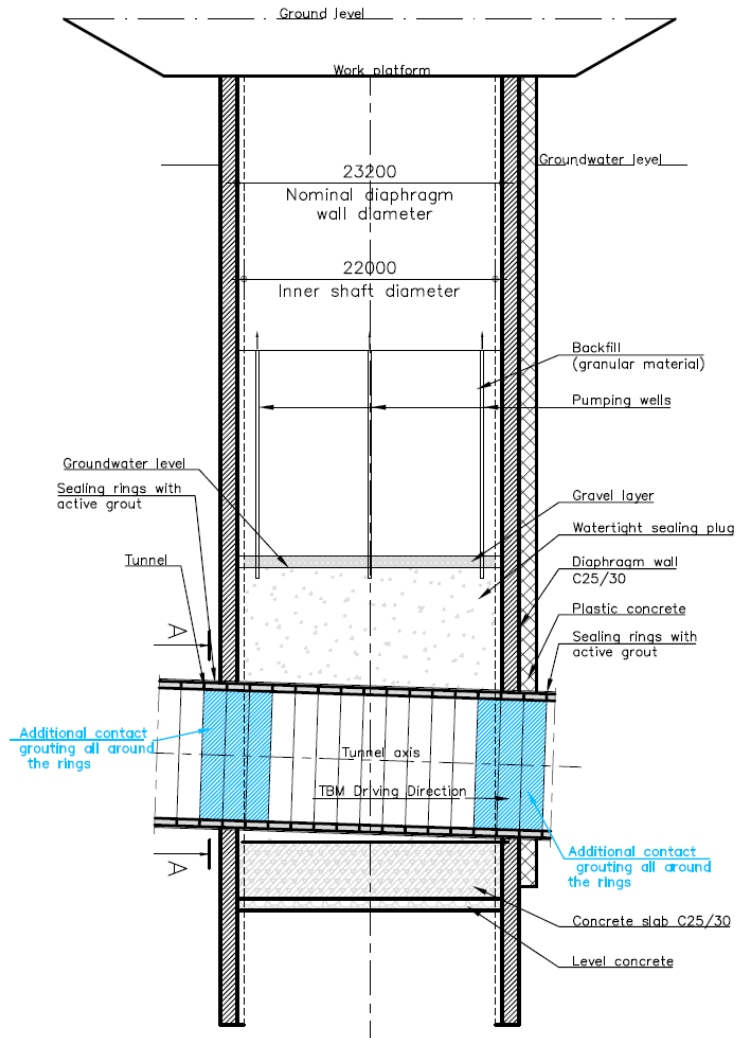 Ground level
Work platform
Groundwater level
23200
Nominal diaphragm
wall diameter
22000
Inner shaft diameter
Backfill
(granular material)
Pumping wells
Groundwater level
Sealing rings with
active grout
Gravel layer
Watertight sealing plug
Tunnel
Diaphragm wall
C25/30
Plastic concrete
Sealing rings with
active grout
A
Additional contact
grouting all around
the rings
Tunnel axis
TBM Driving Direction
A
Additional contact
grouting all around
the rings
Concrete slab C25/30
Level concrete